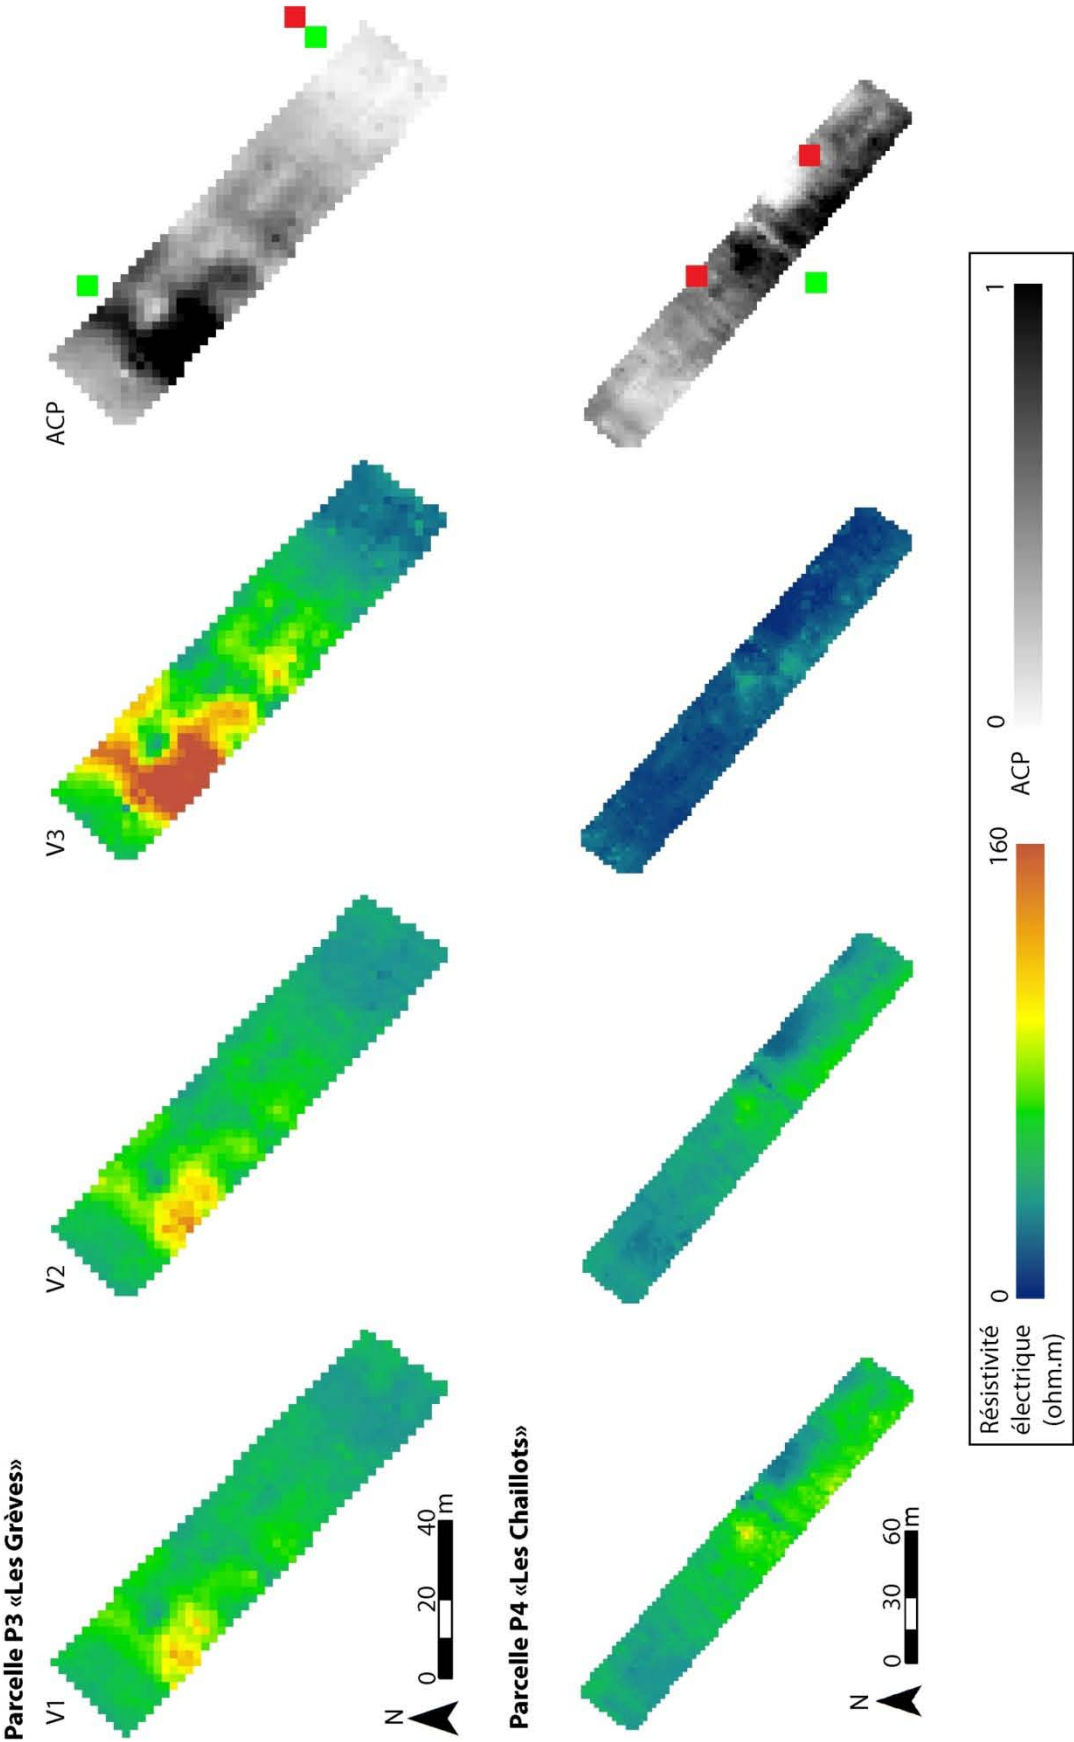 Parcelle P3 «Les Grèves»
V1
V2
V3
ACP
N
0 20 40
m
Parcelle P4 «Les Chaillots»
N
0 30 60
m
Résistivité
électrique
(ohm.m)
0 160
ACP
0 1